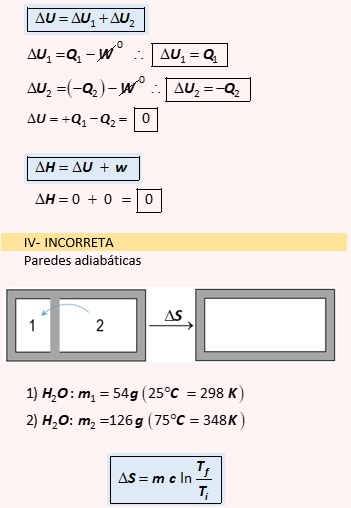 ΔU = ΔU₁ + ΔU₂
ΔU₁ = Q₁ − W⁰ ∴ ΔU₁ = Q₁
ΔU₂ = (−Q₂) − W⁰ ∴ ΔU₂ = −Q₂
ΔU = +Q₁ − Q₂ = 0
ΔH = ΔU + w
ΔH = 0 + 0 = 0
IV- INCORRETA
Paredes adiabáticas
1 2 ΔS
1) H₂O: m₁ = 54g (25°C = 298 K)
2) H₂O: m₂ =126g (75°C = 348K)
ΔS = m c ln T_f/T_i